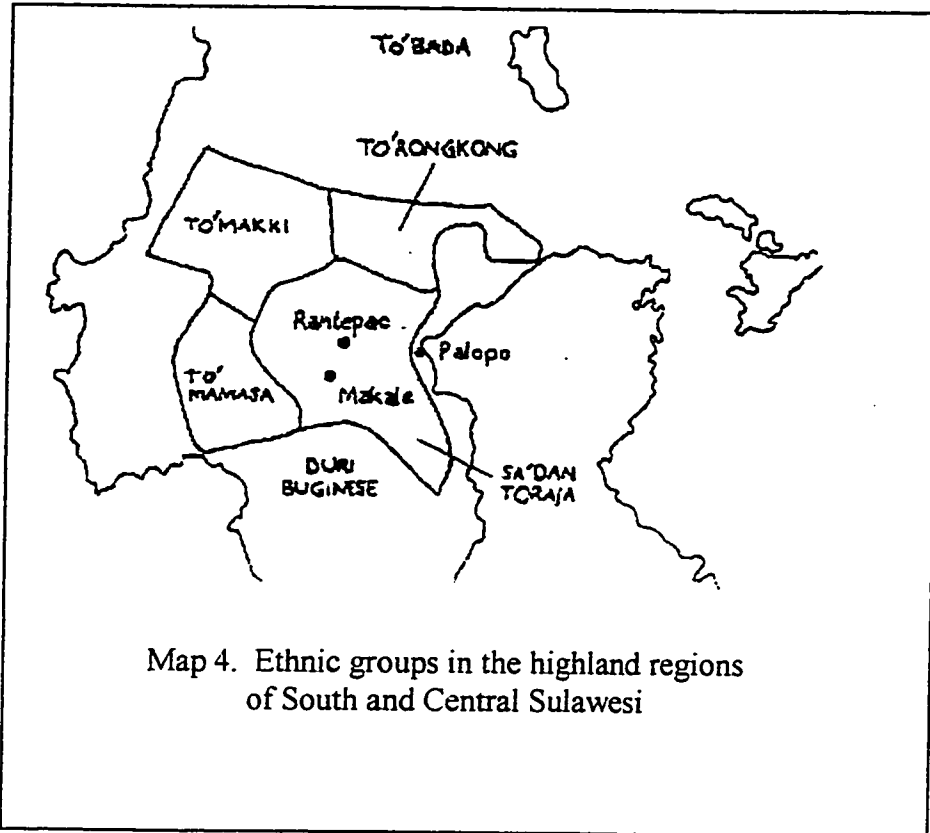 TO'BADA
TO'RONGKONG
TO'MAKKI
Rantepao
Palopo
TO'
MAMASA
Makale
DURI
BUGINESE
SA'DAN
TORAJA
Map 4. Ethnic groups in the highland regions
of South and Central Sulawesi